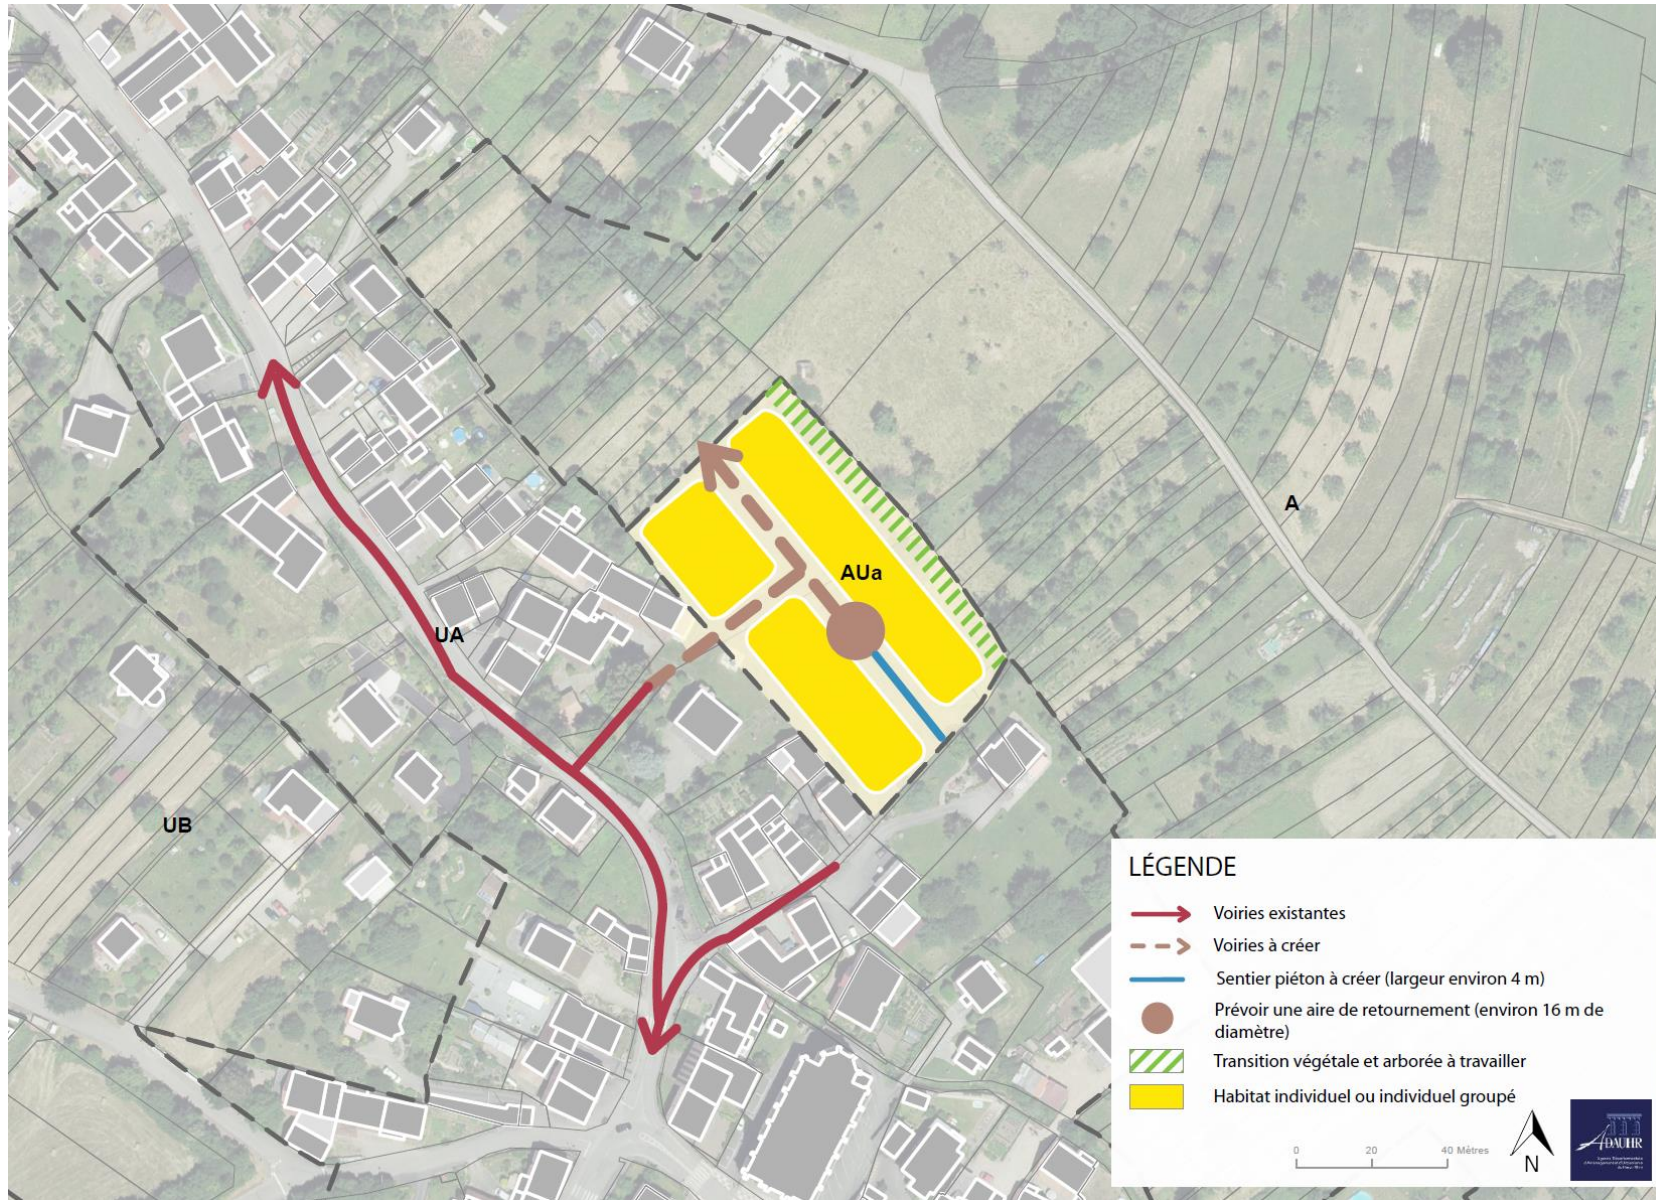 AUa
A
UA
UB
LÉGENDE
Voiries existantes
Voiries à créer
Sentier piéton à créer (largeur environ 4 m)
Prévoir une aire de retournement (environ 16 m de
diamètre)
Transition végétale et arborée à travailler
Habitat individuel ou individuel groupé
0 20 40 Mètres
N
ADAUHR